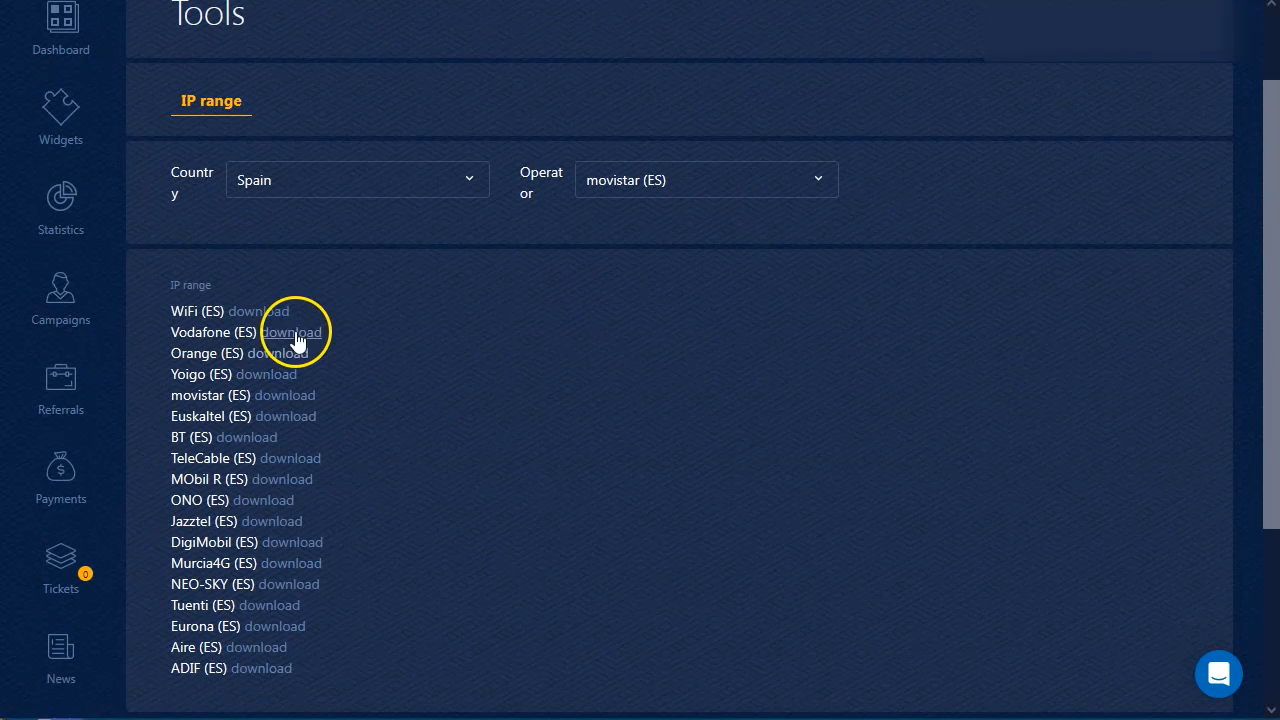 Tools
Dashboard
IP range
Widgets
Countr
y
Spain
Operat
or
movistar (ES)
Statistics
IP range
WiFi (ES) download
Campaigns
Vodafone (ES) download
Orange (ES) download
Yoigo (ES) download
movistar (ES) download
Referrals
Euskaltel (ES) download
BT (ES) download
TeleCable (ES) download
MObil R (ES) download
Payments
ONO (ES) download
Jazztel (ES) download
DigiMobil (ES) download
Murcia4G (ES) download
0
Tickets
NEO-SKY (ES) download
Tuenti (ES) download
Eurona (ES) download
Aire (ES) download
ADIF (ES) download
News